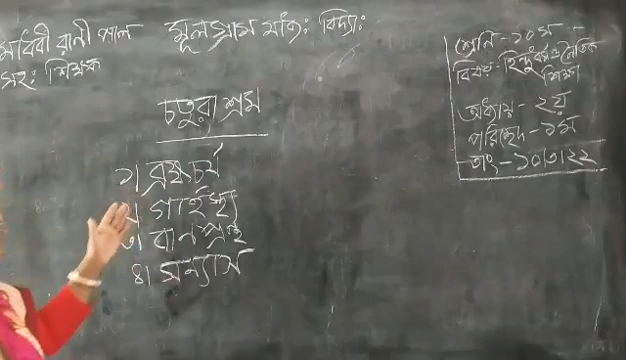 মাধবী রানী পাল
সহ: শিক্ষক
মূলগ্রাম মাধ্য: বিদ্যা:
শ্রেণি-১০ম
বিষয়-হিন্দুধর্ম ও নৈতিক
শিক্ষা
অধ্যায়-২য়
পরিচ্ছেদ-১ম
তাং-১০/৩/২২
চতুরাশ্রম
১। ব্রহ্মচর্য
২। গার্হস্থ্য
৩। বানপ্রস্থ
৪। সন্যাস